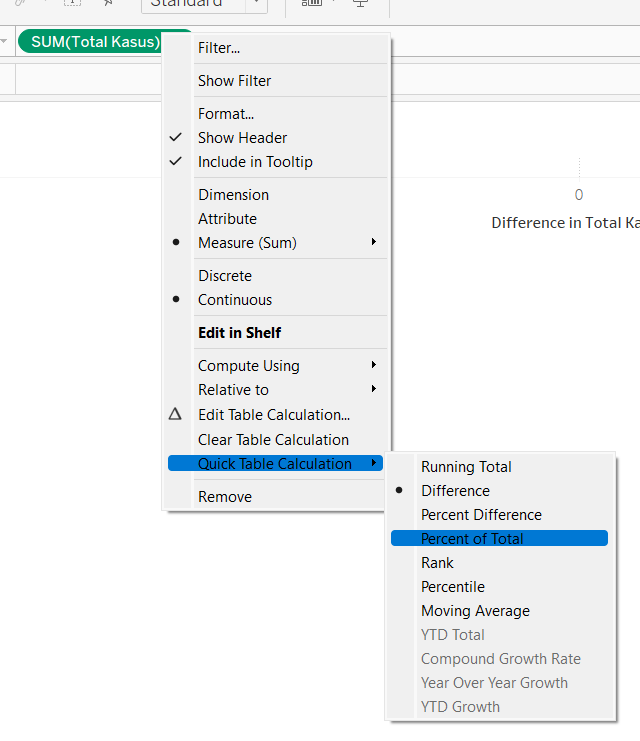 Standard
SUM(Total Kasus)
Filter...
Show Filter
Format...
Show Header
Include in Tooltip
Dimension
Attribute
Measure (Sum)
Discrete
Continuous
Edit in Shelf
Compute Using
Relative to
Edit Table Calculation...
Clear Table Calculation
Quick Table Calculation
Remove
Running Total
Difference
Percent Difference
Percent of Total
Rank
Percentile
Moving Average
YTD Total
Compound Growth Rate
Year Over Year Growth
YTD Growth
0
Difference in Total Ka